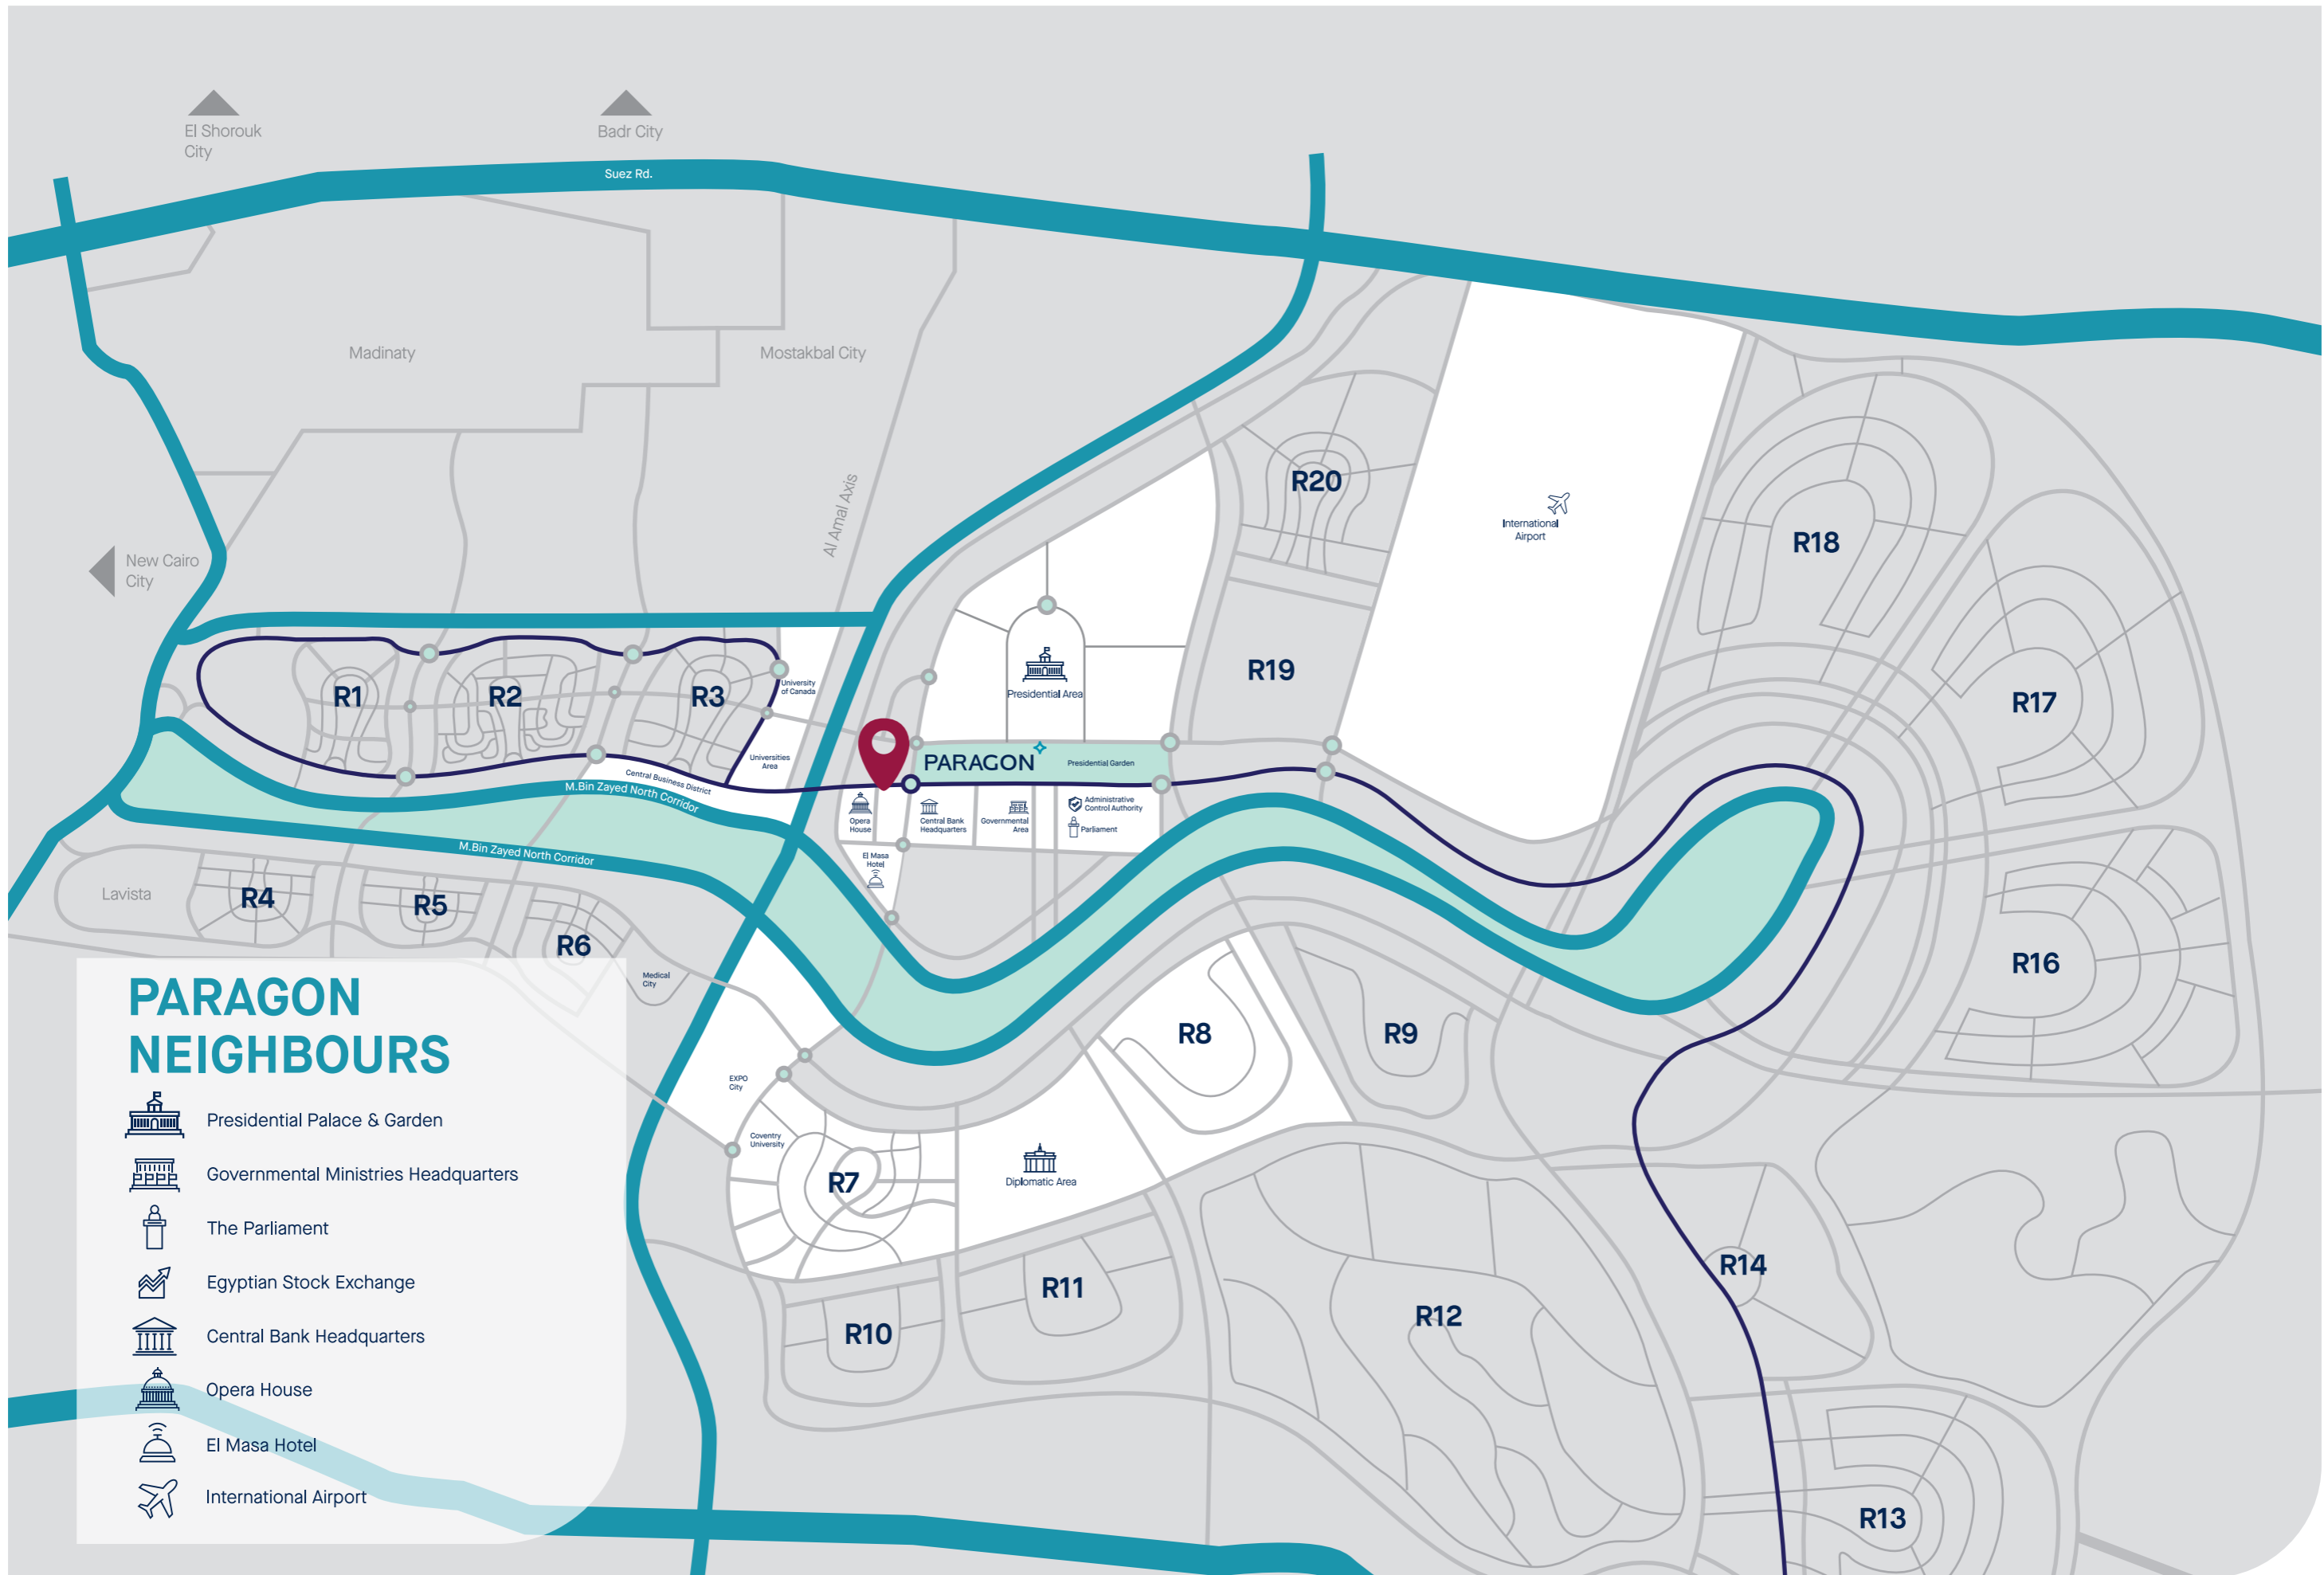 El Shorouk
City
Badr City
Suez Rd.
Madinaty
Mostakbal City
Al Amal Axis
New Cairo
City
R20
International
Airport
R18
R17
R19
R1
R2
R3
University
of Canada
Universities
Area
Presidential Area
PARAGON
Presidential Garden
Central Business District
M.Bin Zayed North Corridor
M.Bin Zayed North Corridor
Opera
House
Central Bank
Headquarters
Governmental
Area
Administrative
Control Authority
Parliament
El Masa
Hotel
Lavista
R4
R5
R6
Medical
City
R16
R8
R9
EXPO
City
Coventry
University
R7
Diplomatic Area
R14
R11
R12
R10
R13
PARAGON
NEIGHBOURS
Presidential Palace & Garden
Governmental Ministries Headquarters
The Parliament
Egyptian Stock Exchange
Central Bank Headquarters
Opera House
El Masa Hotel
International Airport